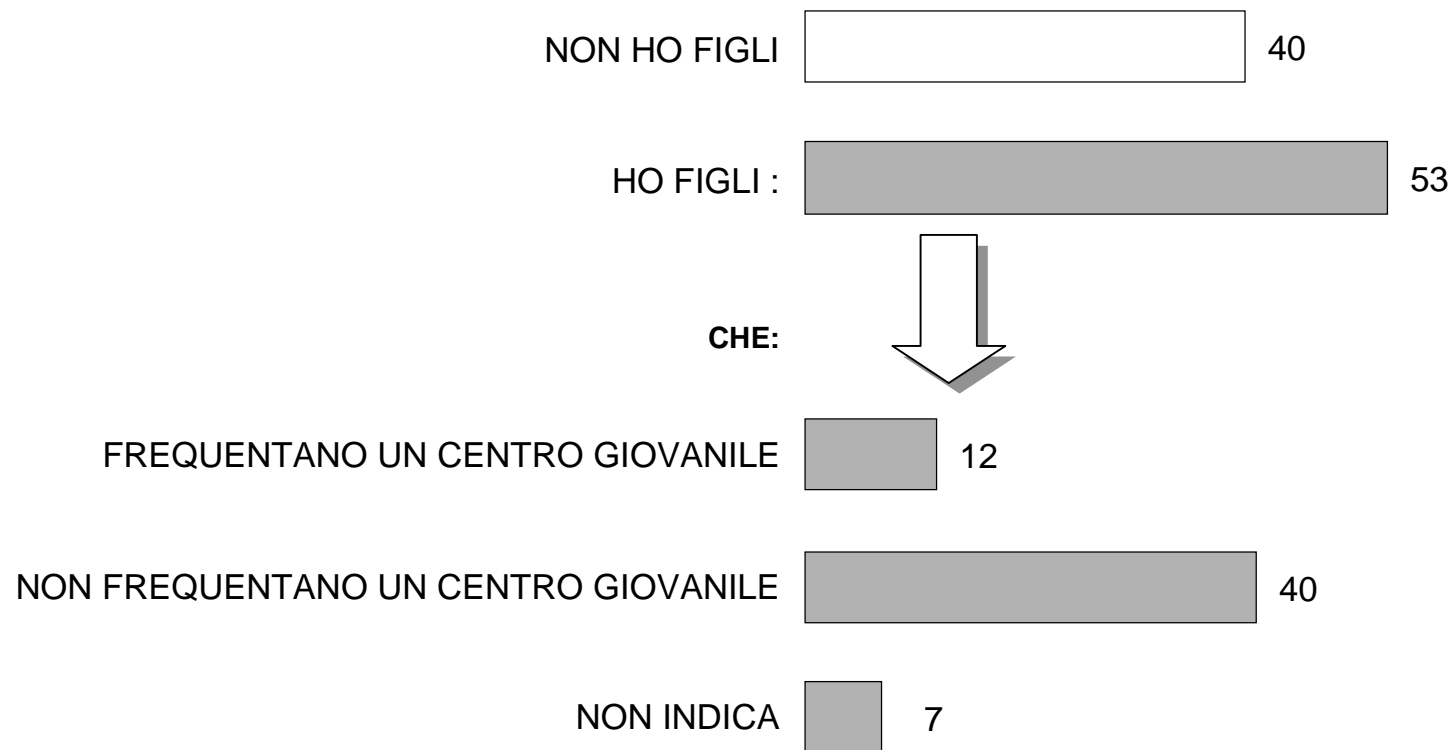 NON HO FIGLI 40
HO FIGLI : 53
CHE:
FREQUENTANO UN CENTRO GIOVANILE 12
NON FREQUENTANO UN CENTRO GIOVANILE 40
NON INDICA 7